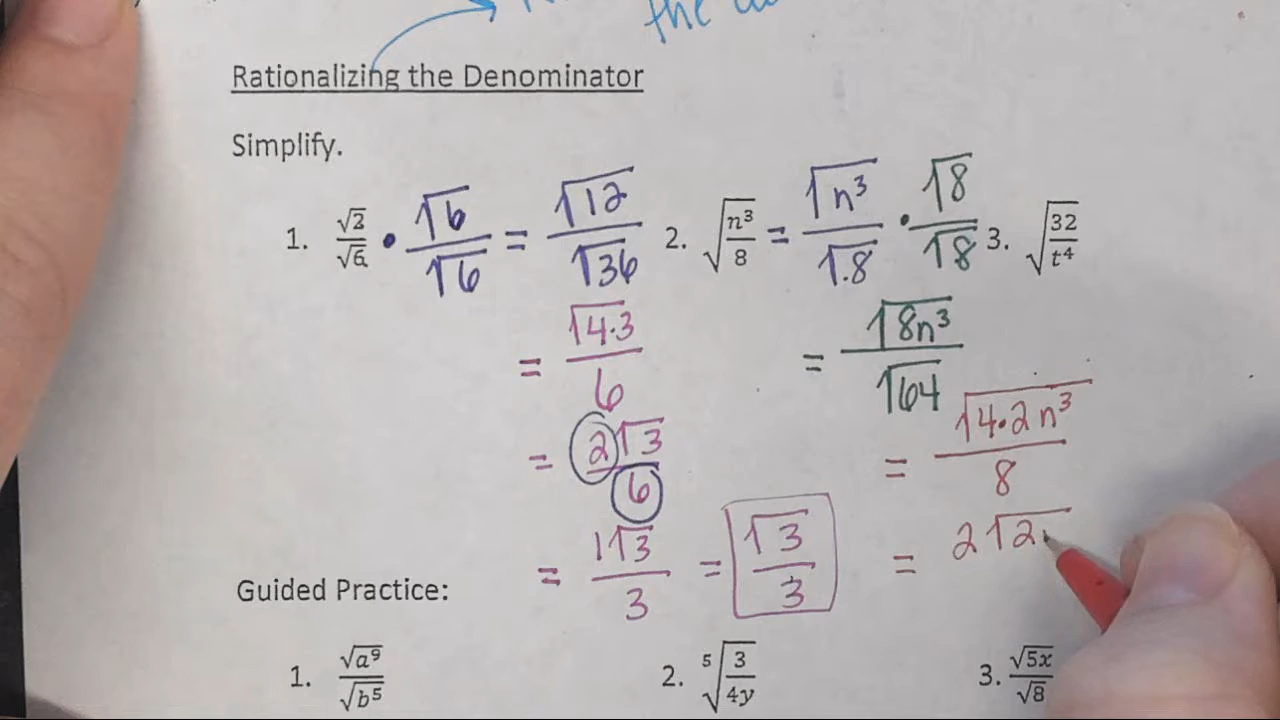 the
Rationalizing the Denominator
Simplify.
1. √2/√6 • √6/√6 = √12/√36
= √4·3/6
= 2√3/6
= 1√3/3 = √3/3
2. √(n³/8) = √n³/√8 • √8/√8
= √8n³/√64
= √4•2n³/8
= 2√2
3. √(32/t⁴)
Guided Practice:
1. √a⁹/√b⁵
2. ⁵√(3/4y)
3. √5x/√8